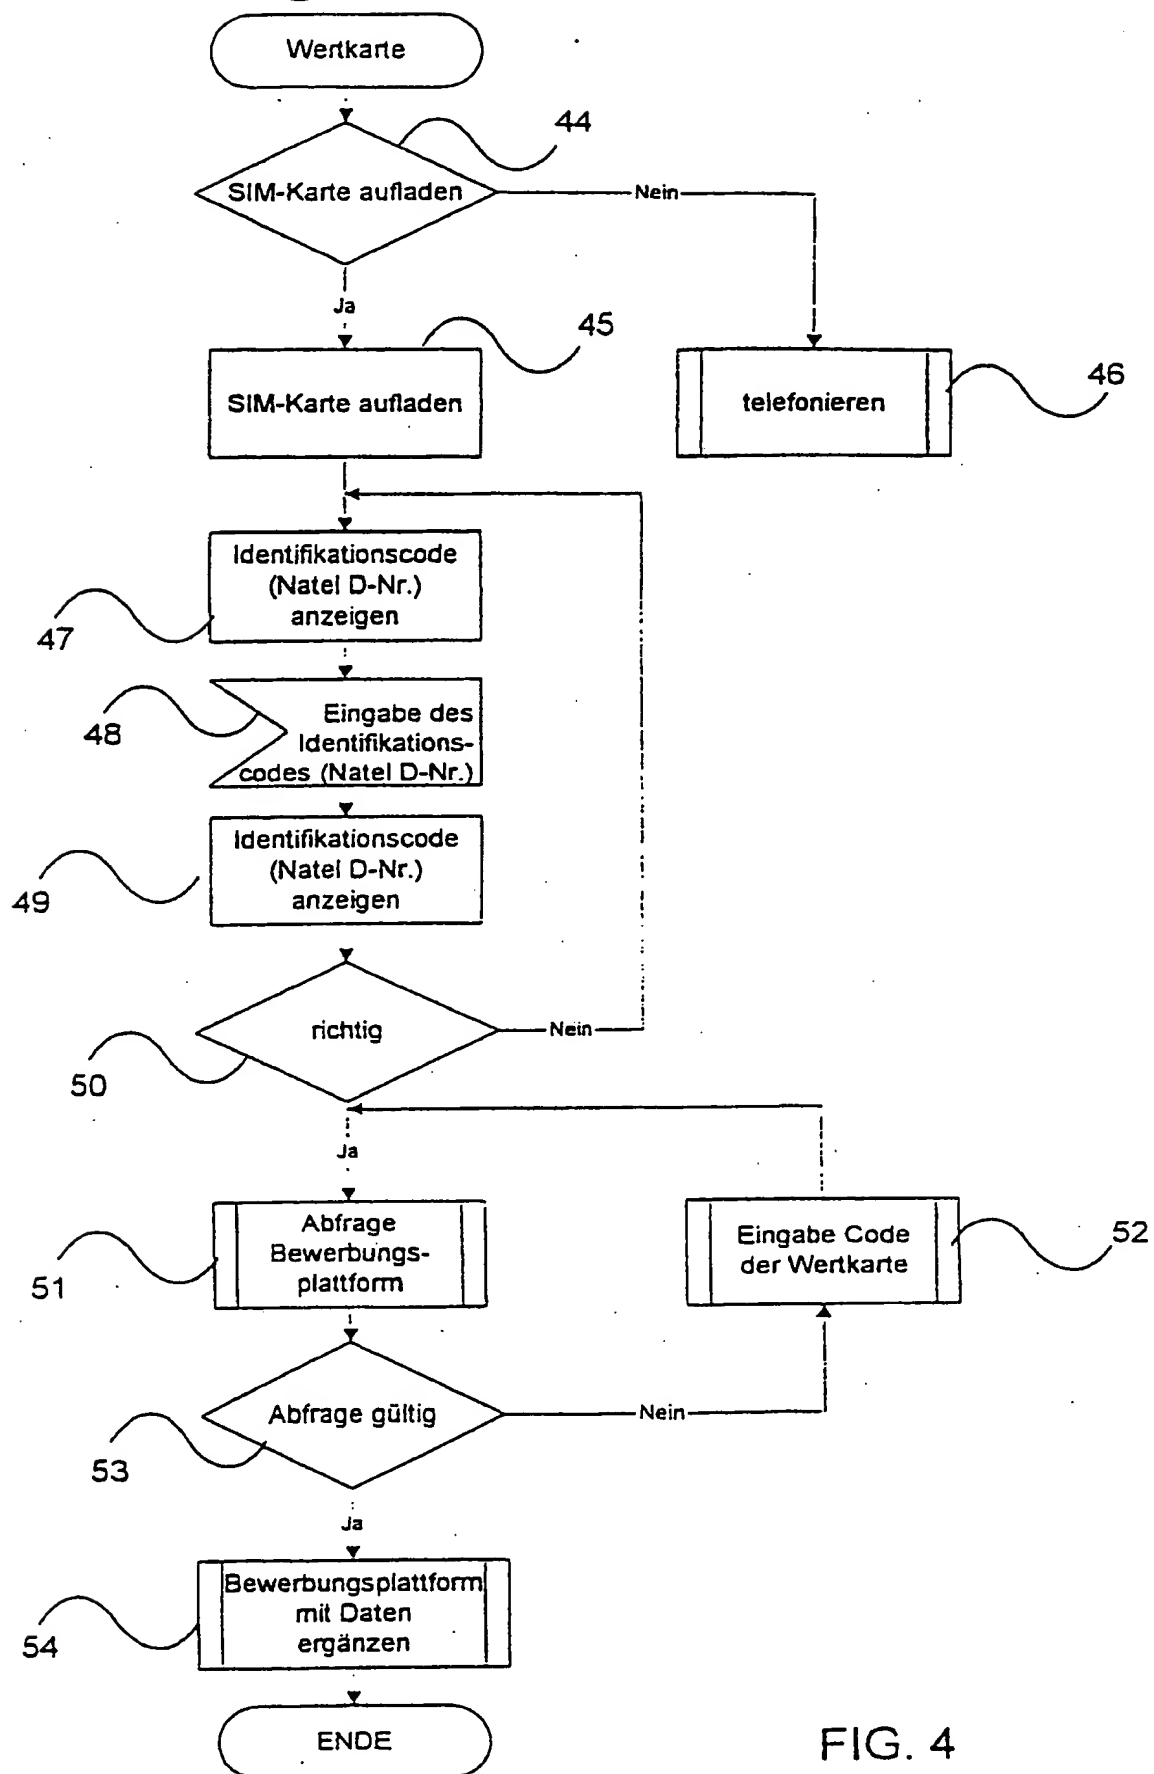 Wertkarte
44
SIM-Karte aufladen
Nein
Ja
45
SIM-Karte aufladen
telefonieren
46
Identifikationscode
(Natel D-Nr.)
anzeigen
47
Eingabe des
Identifikations-
codes (Natel D-Nr.)
48
Identifikationscode
(Natel D-Nr.)
anzeigen
49
richtig
Nein
50
Ja
Abfrage
Bewerbungs-
plattform
51
Eingabe Code
der Wertkarte
52
Abfrage gültig
Nein
53
Ja
Bewerbungsplattform
mit Daten
ergänzen
54
ENDE
FIG. 4